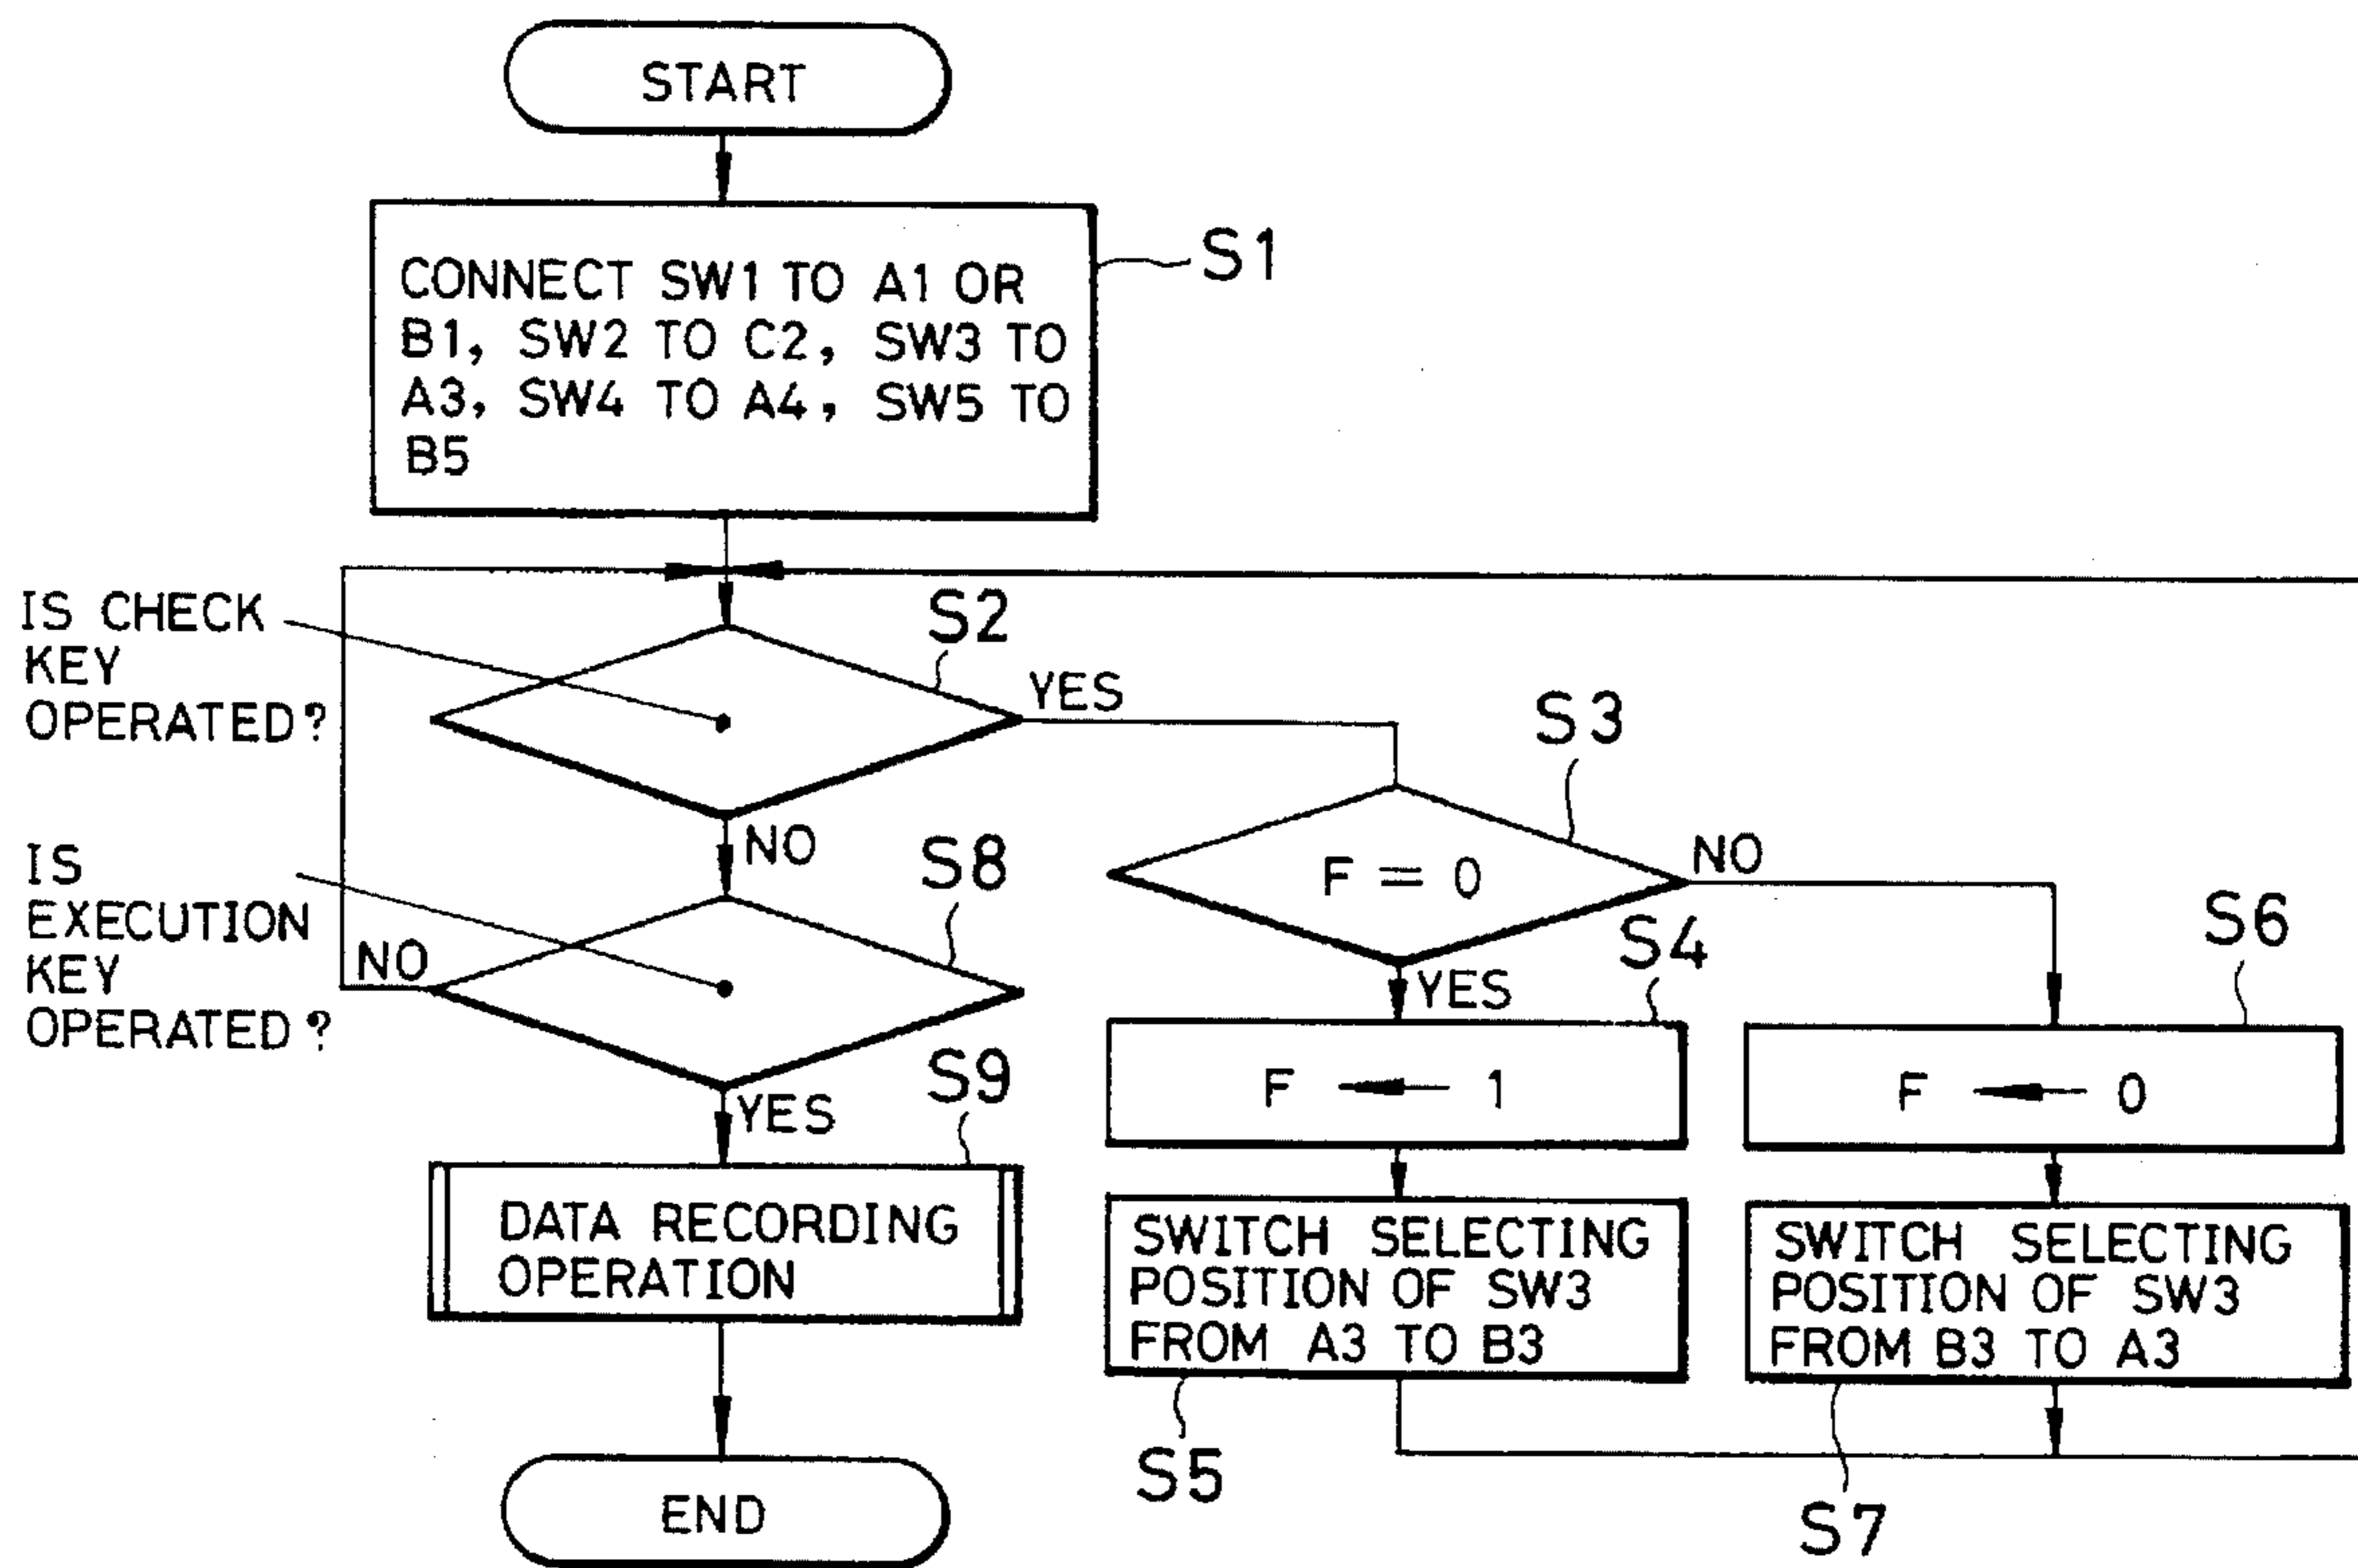 START
CONNECT SW1 TO A1 OR
B1, SW2 TO C2, SW3 TO
A3, SW4 TO A4, SW5 TO
B5
S1
IS CHECK
KEY
OPERATED?
S2
YES
NO
S3
F = 0
NO
YES
IS
EXECUTION
KEY
OPERATED?
S8
NO
YES
S4
F ← 1
S6
F ← 0
S9
DATA RECORDING
OPERATION
SWITCH SELECTING
POSITION OF SW3
FROM A3 TO B3
S5
SWITCH SELECTING
POSITION OF SW3
FROM B3 TO A3
S7
END